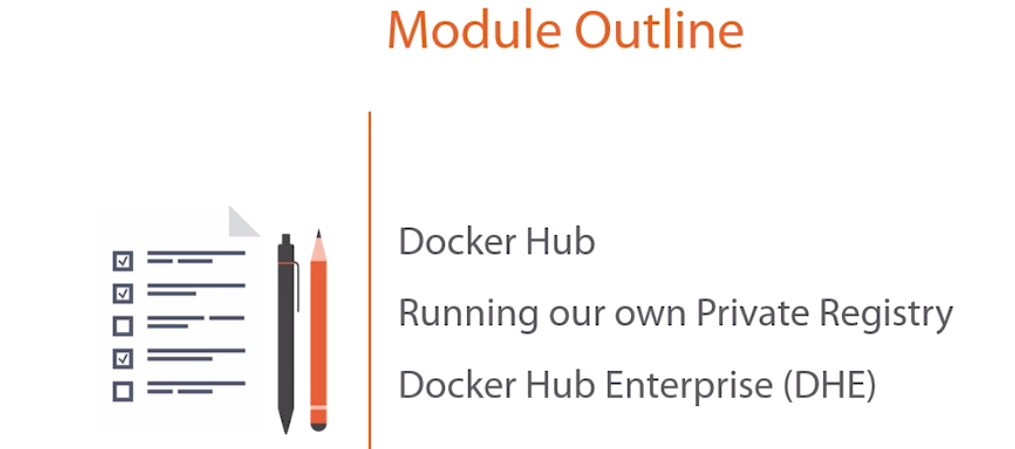 Module Outline
Docker Hub
Running our own Private Registry
Docker Hub Enterprise (DHE)